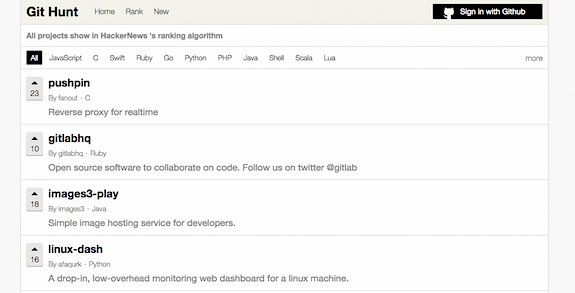 Git Hunt Home Rank New Sign in with Github
All projects show in HackerNews 's ranking algorithm
All JavaScript C Swift Ruby Go Python PHP Java Shell Scala Lua more
pushpin
23
By fanout · C
Reverse proxy for realtime
gitlabhq
10
By gitlabhq · Ruby
Open source software to collaborate on code. Follow us on twitter @gitlab
images3-play
18
By images3 · Java
Simple image hosting service for developers.
linux-dash
16
By afaqurk · Python
A drop-in, low-overhead monitoring web dashboard for a linux machine.